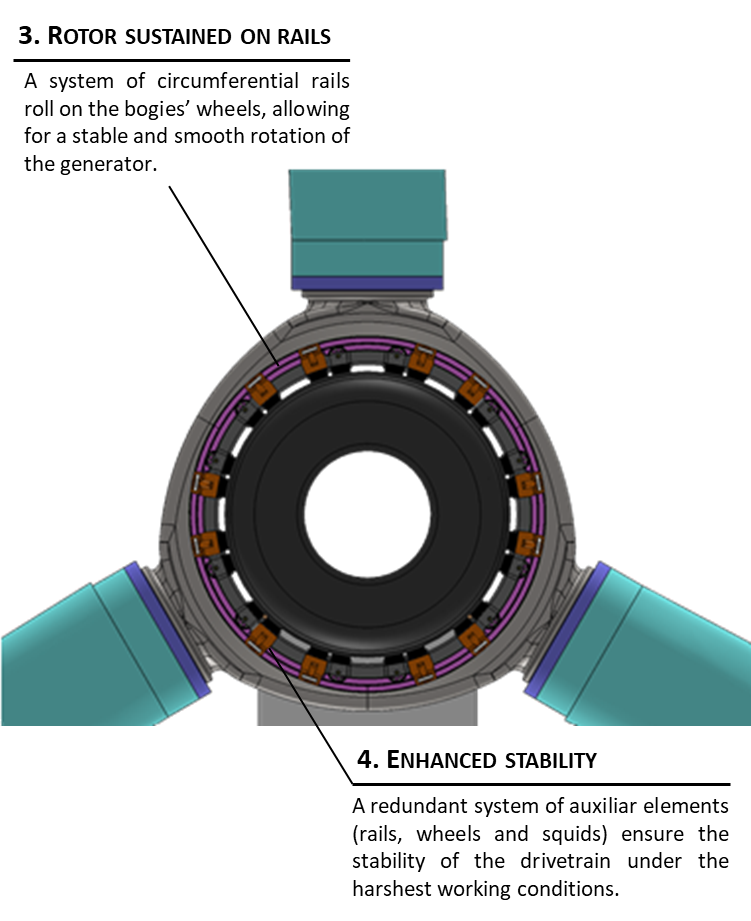 3. ROTOR SUSTAINED ON RAILS
A system of circumferential rails
roll on the bogies’ wheels, allowing
for a stable and smooth rotation of
the generator.
4. ENHANCED STABILITY
A redundant system of auxiliar elements
(rails, wheels and squids) ensure the
stability of the drivetrain under the
harshest working conditions.